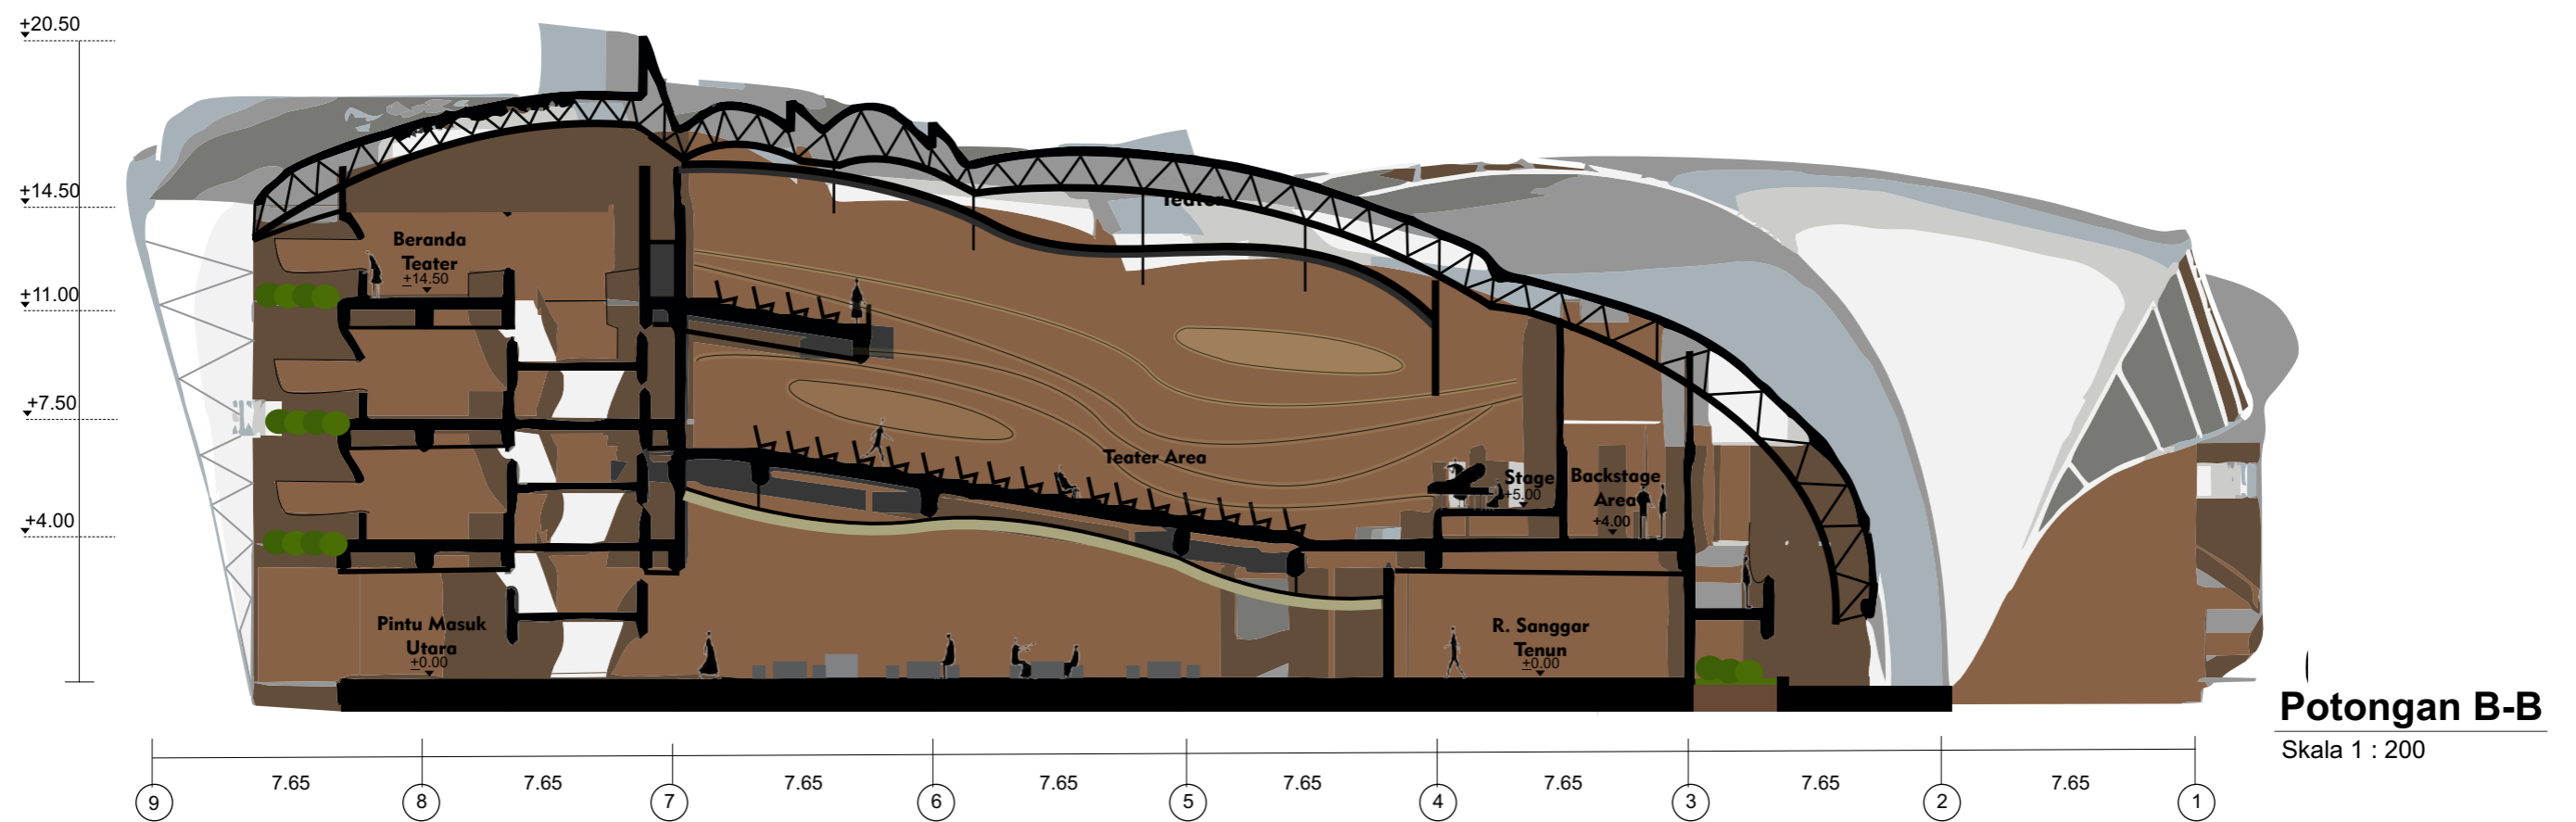 +20.50
+14.50
+11.00
+7.50
+4.00
Teater
Beranda
Teater
+14.50
Teater Area
Stage
+5.00
Backstage
Area
+4.00
Pintu Masuk
Utara
±0.00
R. Sanggar
Tenun
±0.00
Potongan B-B
Skala 1 : 200
7.65 7.65 7.65 7.65 7.65 7.65 7.65 7.65
9 8 7 6 5 4 3 2 1